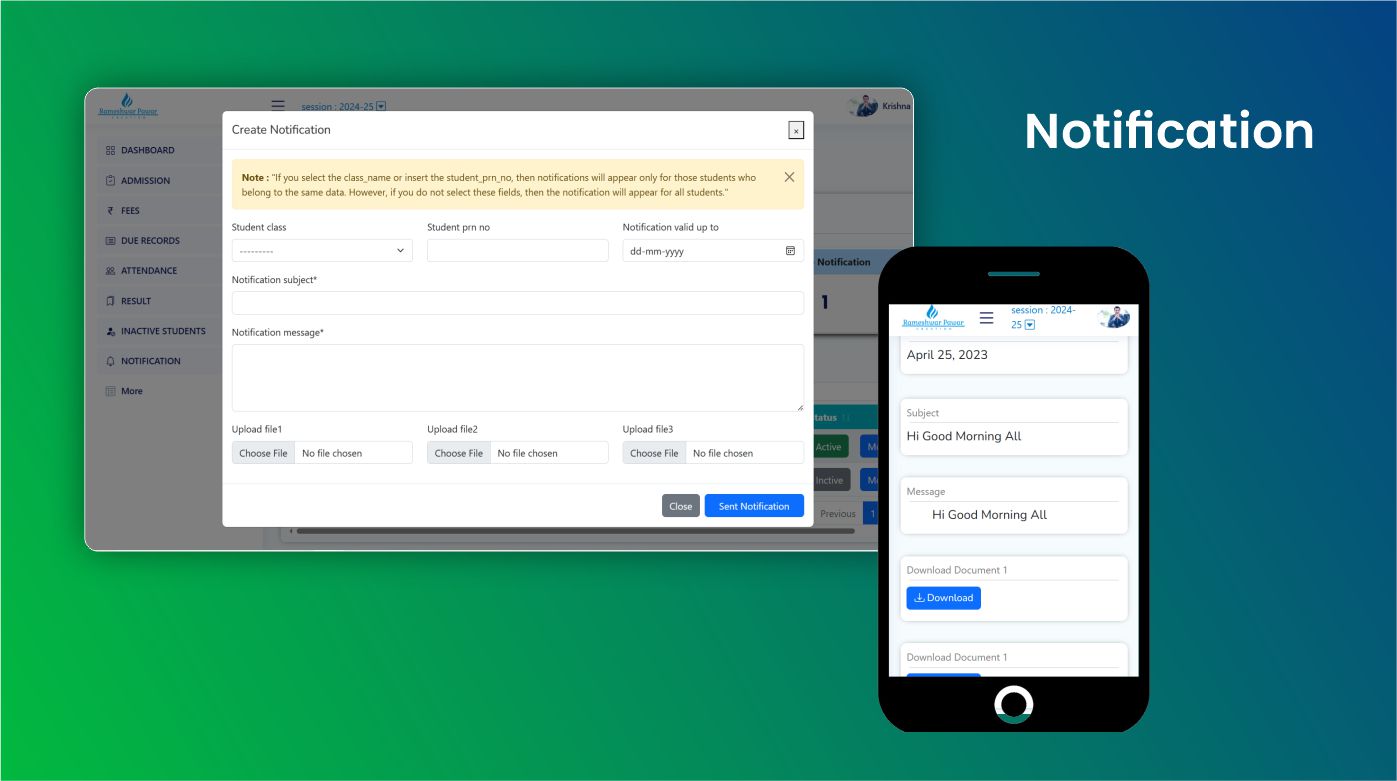 Notification
Rameshwar Pawar
CREATION
session : 2024-25
Krishna
DASHBOARD
ADMISSION
FEES
DUE RECORDS
ATTENDANCE
RESULT
INACTIVE STUDENTS
NOTIFICATION
More
Create Notification
×
Note : "If you select the class_name or insert the student_prn_no, then notifications will appear only for those students who
belong to the same data. However, if you do not select these fields, then the notification will appear for all students."
Student class
Student prn no
Notification valid up to
---------
dd-mm-yyyy
Notification subject*
Notification message*
Upload file1
Upload file2
Upload file3
Choose File No file chosen
Choose File No file chosen
Choose File No file chosen
Close
Sent Notification
Notification
1
tatus
Active
Inctive
Previous
1
Rameshwar Pawar
CREATION
session : 2024-
25
April 25, 2023
Subject
Hi Good Morning All
Message
Hi Good Morning All
Download Document 1
Download
Download Document 1